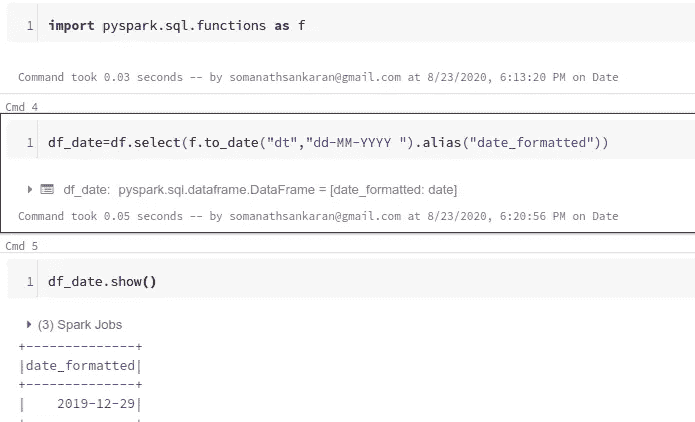 1 import pyspark.sql.functions as f
Command took 0.03 seconds -- by somanathsankaran@gmail.com at 8/23/2020, 6:13:20 PM on Date
Cmd 4
1 df_date=df.select(f.to_date("dt","dd-MM-YYYY ").alias("date_formatted"))
df_date: pyspark.sql.dataframe.DataFrame = [date_formatted: date]
Command took 0.05 seconds -- by somanathsankaran@gmail.com at 8/23/2020, 6:20:56 PM on Date
Cmd 5
1 df_date.show()
(3) Spark Jobs
+--------------+
|date_formatted|
+--------------+
|    2019-12-29|